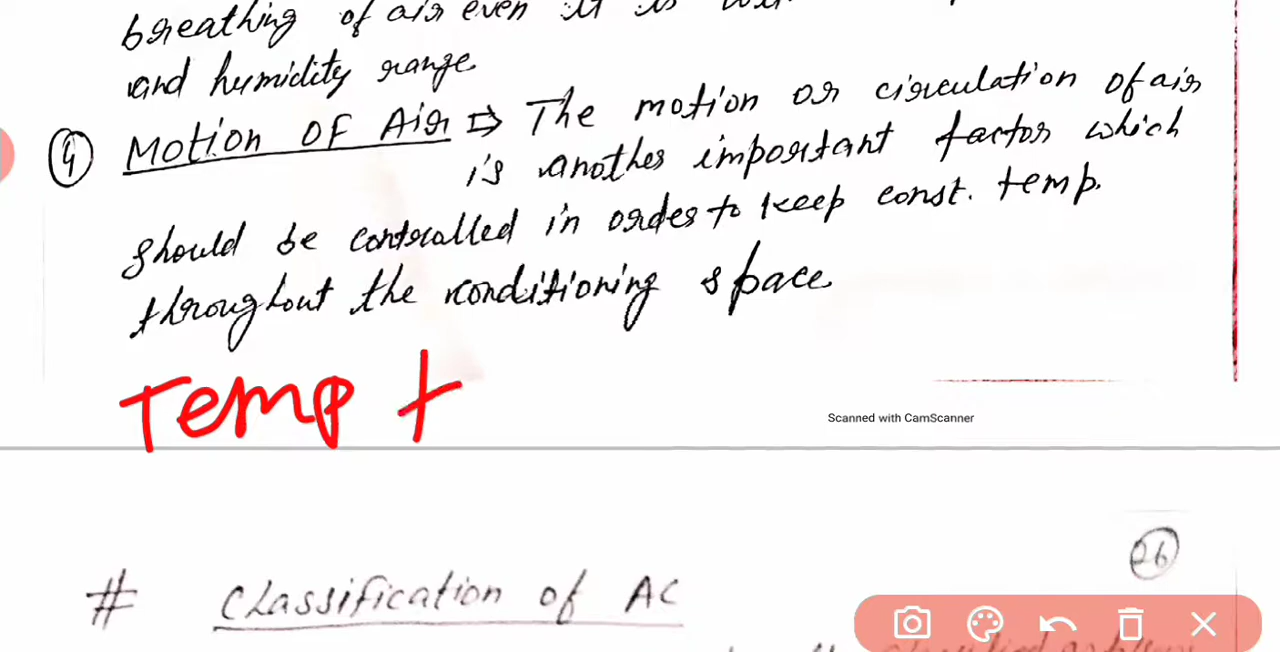 breathing of air even if is
and humidity range
④ Motion OF Air ⇒ The motion or circulation of air
is another important factor which
should be controlled in order to keep const. temp.
throughout the conditioning space.
Temp +
Scanned with CamScanner
26
# Classification of AC